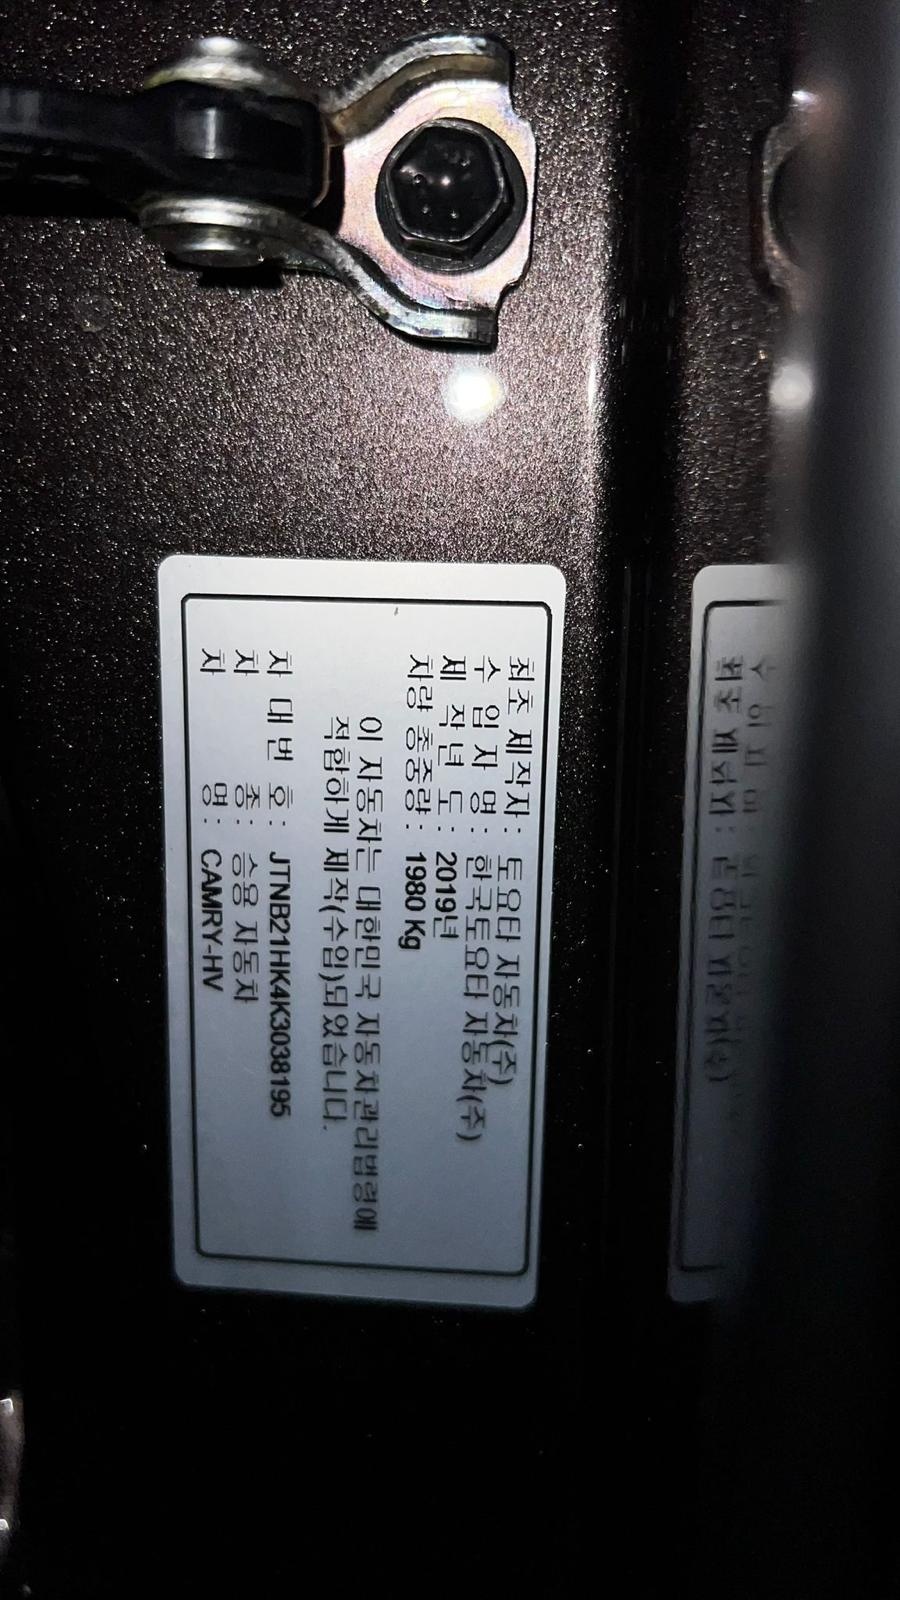 최초 제작자 : 토요타 자동차(주)
수 입 자 명 : 한국토요타 자동차(주)
제 작 년 도 : 2019년
차량 총중량 : 1980 Kg
이 자동차는 대한민국 자동차관리법령에
적합하게 제작(수입)되었습니다.
차 대 번 호 : JTNB21HK4K3038195
차 종 : 승용 자동차
차 명 : CAMRY-HV